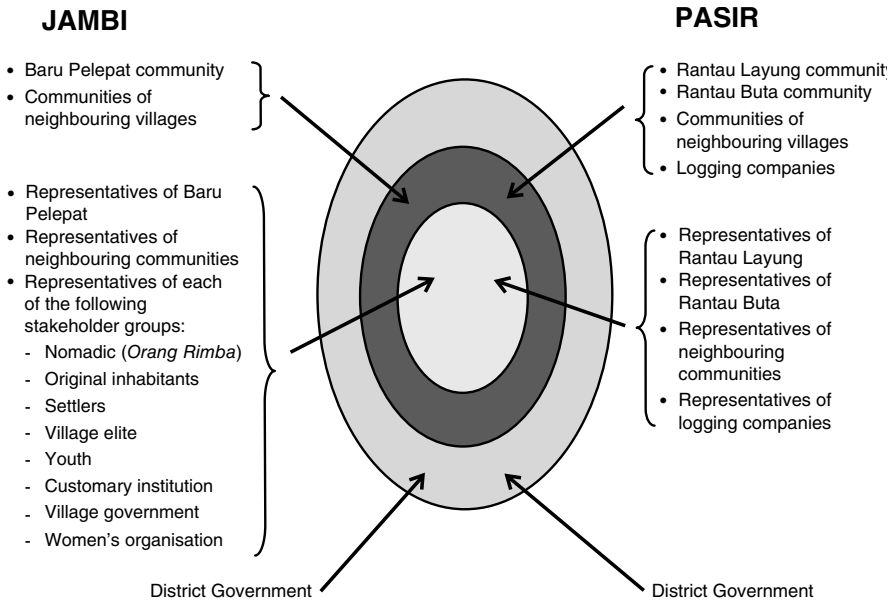 JAMBI
• Baru Pelepat community
• Communities of
neighbouring villages
• Representatives of Baru
Pelepat
• Representatives of
neighbouring communities
• Representatives of each
of the following
stakeholder groups:
- Nomadic (Orang Rimba)
- Original inhabitants
- Settlers
- Village elite
- Youth
- Customary institution
- Village government
- Women's organisation
District Government
PASIR
• Rantau Layung community
• Rantau Buta community
• Communities of
neighbouring villages
• Logging companies
• Representatives of
Rantau Layung
• Representatives of
Rantau Buta
• Representatives of
neighbouring
communities
• Representatives of
logging companies
District Government